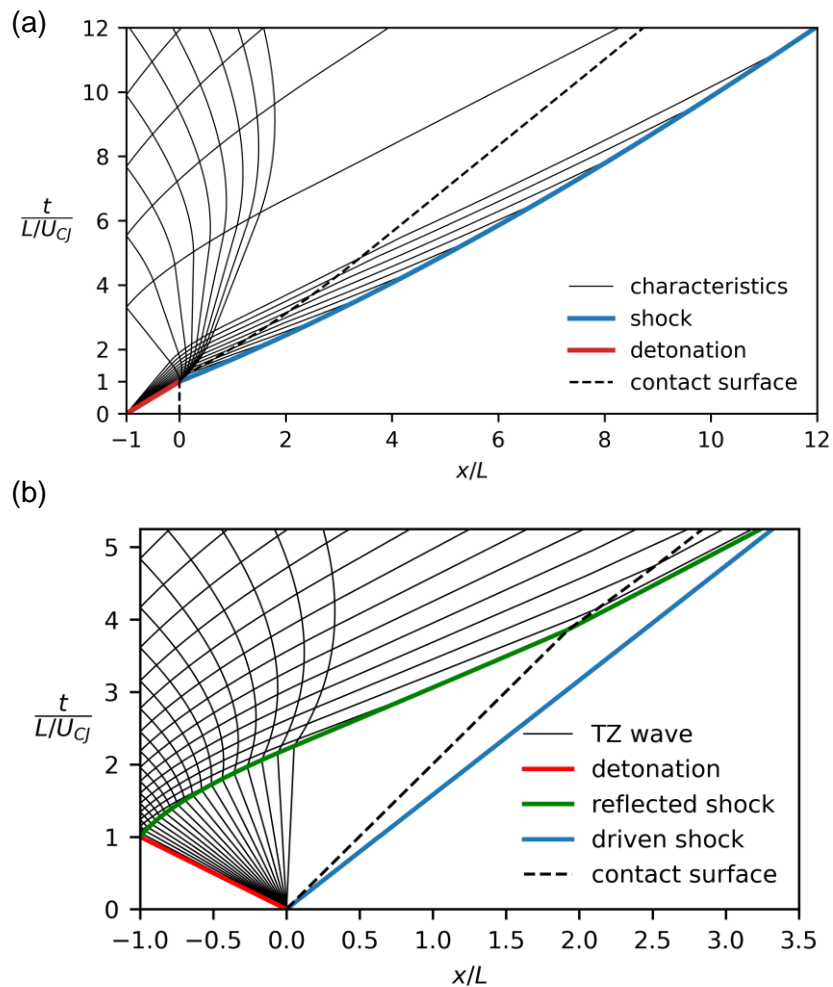 (a)
12
10
8
6
4
2
1
0
t
L/U_CJ
characteristics
shock
detonation
contact surface
−1 0 2 4 6 8 10 12
x/L
(b)
5
4
3
2
1
0
t
L/U_CJ
TZ wave
detonation
reflected shock
driven shock
contact surface
−1.0 −0.5 0.0 0.5 1.0 1.5 2.0 2.5 3.0 3.5
x/L